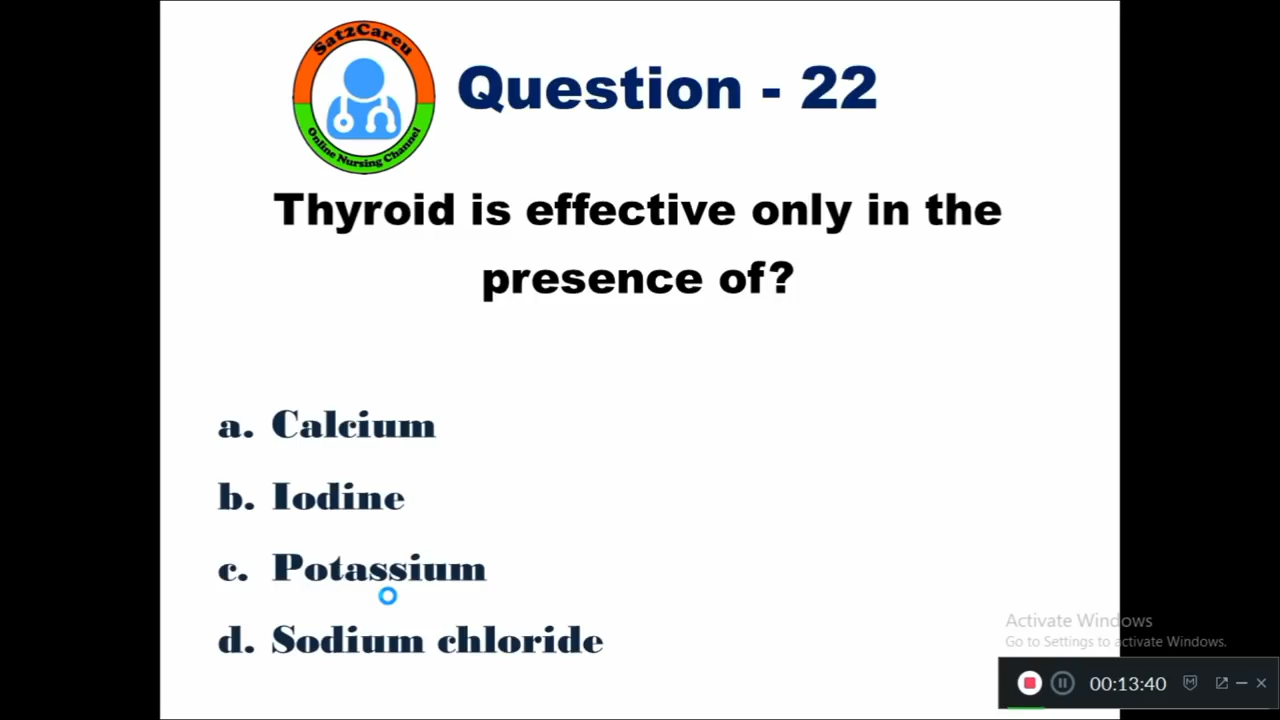 Sat2Careu
Online Nursing Channel
Question - 22
Thyroid is effective only in the
presence of?
a. Calcium
b. Iodine
c. Potassium
d. Sodium chloride
Activate Windows
Go to Settings to activate Windows.
00:13:40